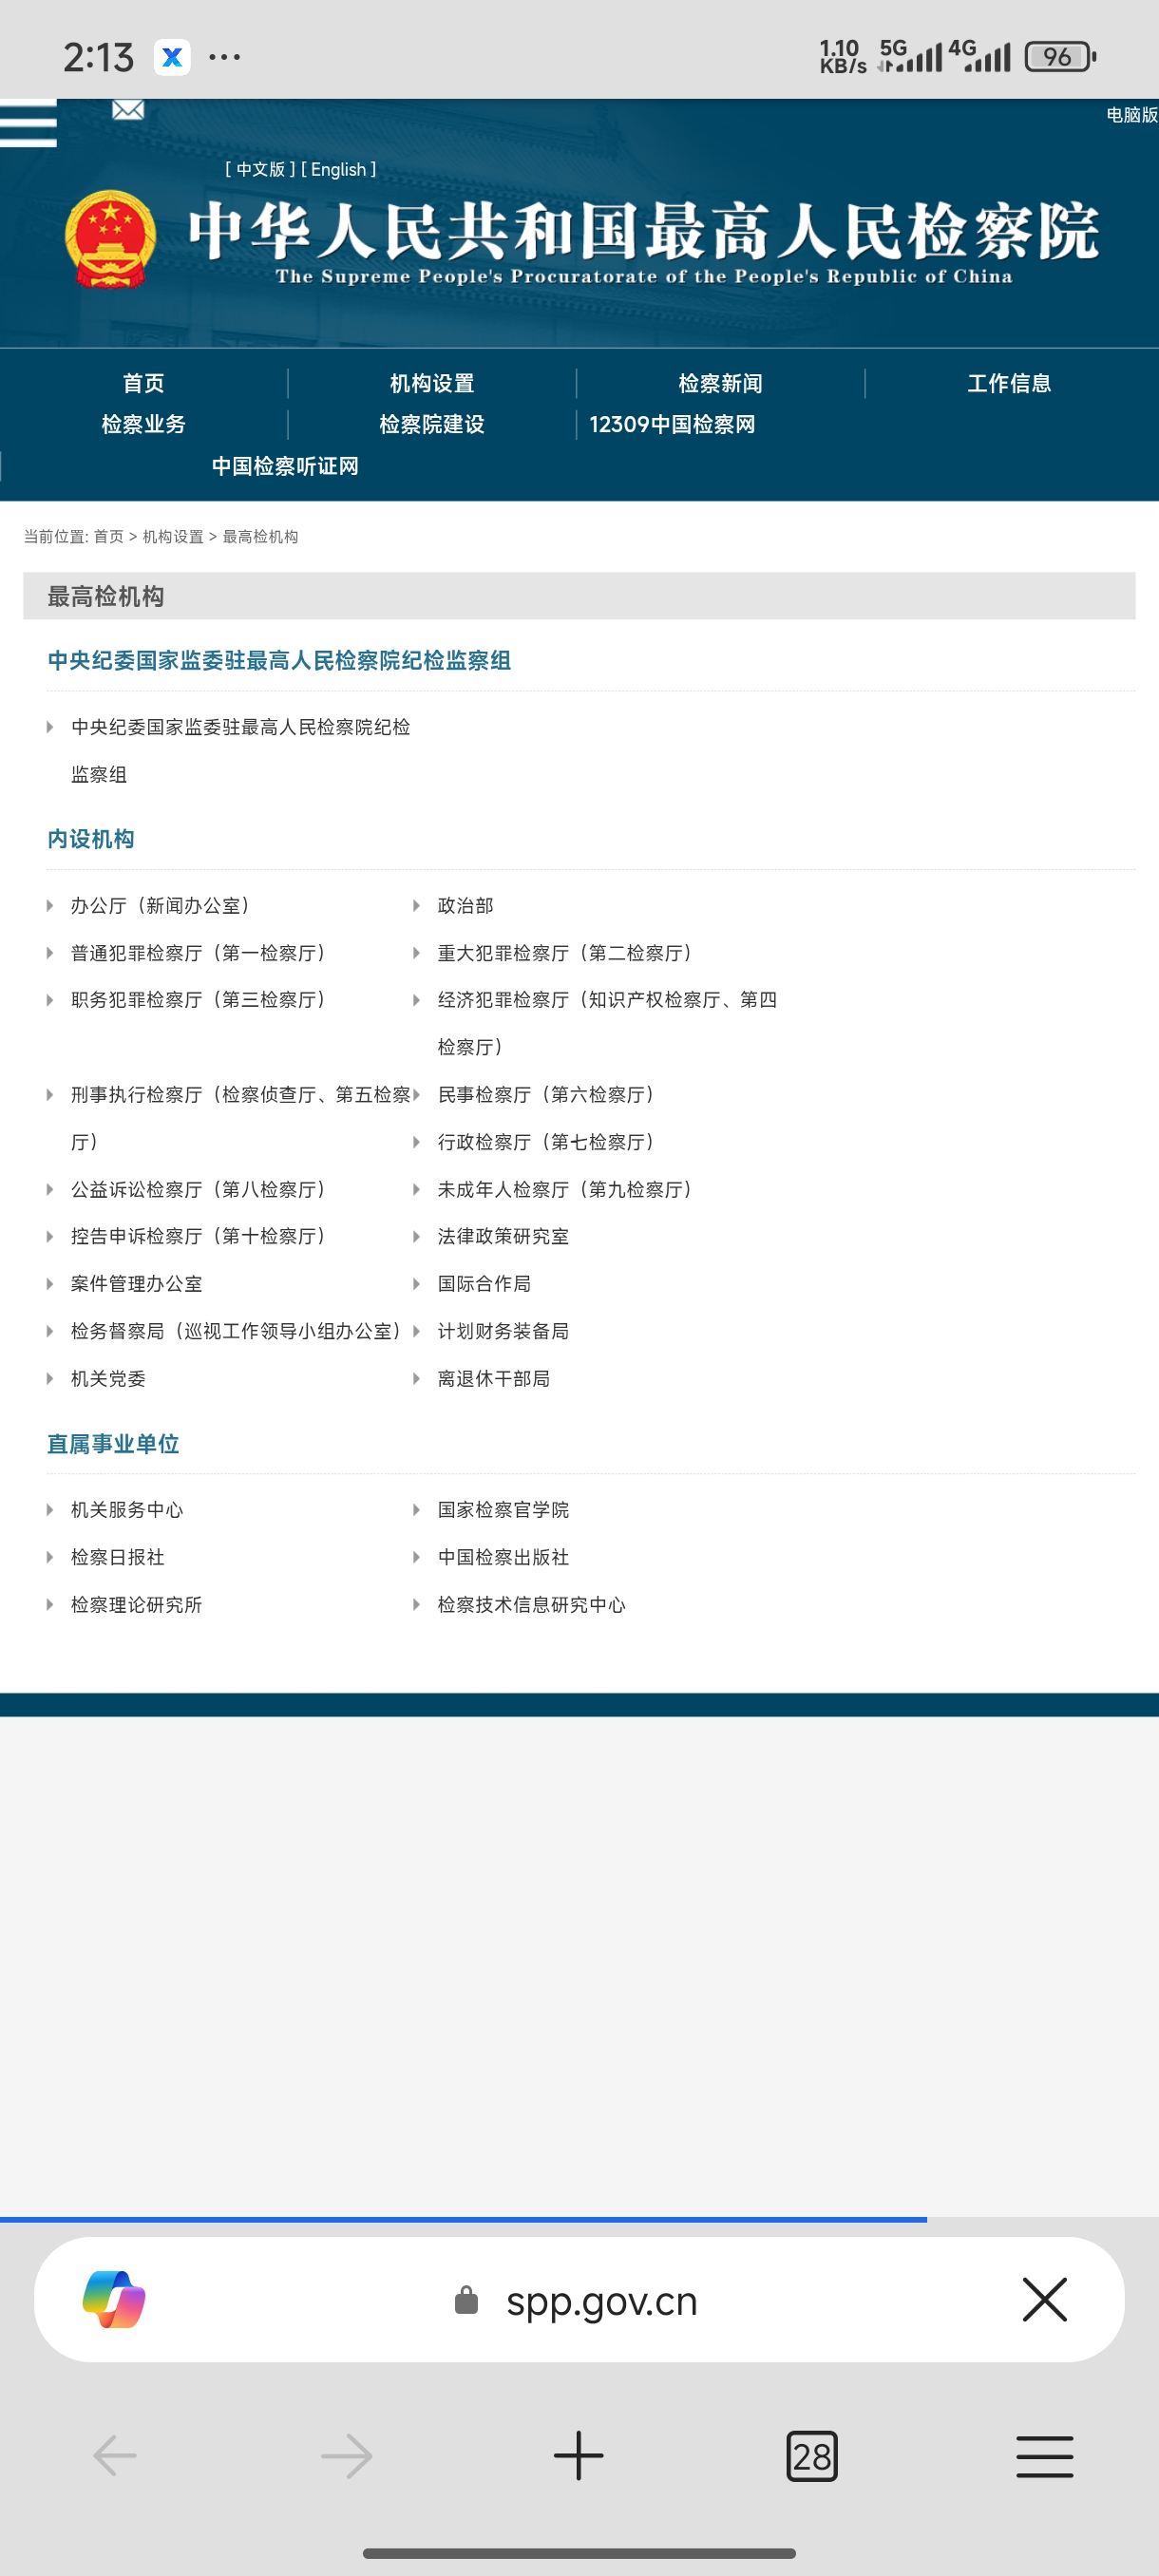 2:13 ··· 1.10 KB/s 5G 4G 96
电脑版
[ 中文版 ] [ English ]
中华人民共和国最高人民检察院
The Supreme People's Procuratorate of the People's Republic of China
首页 机构设置 检察新闻 工作信息
检察业务 检察院建设 12309中国检察网
中国检察听证网
当前位置: 首页 > 机构设置 > 最高检机构
最高检机构
中央纪委国家监委驻最高人民检察院纪检监察组
中央纪委国家监委驻最高人民检察院纪检
监察组
内设机构
办公厅（新闻办公室） 政治部
普通犯罪检察厅（第一检察厅） 重大犯罪检察厅（第二检察厅）
职务犯罪检察厅（第三检察厅） 经济犯罪检察厅（知识产权检察厅、第四
检察厅）
刑事执行检察厅（检察侦查厅、第五检察 民事检察厅（第六检察厅）
厅） 行政检察厅（第七检察厅）
公益诉讼检察厅（第八检察厅） 未成年人检察厅（第九检察厅）
控告申诉检察厅（第十检察厅） 法律政策研究室
案件管理办公室 国际合作局
检务督察局（巡视工作领导小组办公室） 计划财务装备局
机关党委 离退休干部局
直属事业单位
机关服务中心 国家检察官学院
检察日报社 中国检察出版社
检察理论研究所 检察技术信息研究中心
spp.gov.cn
28